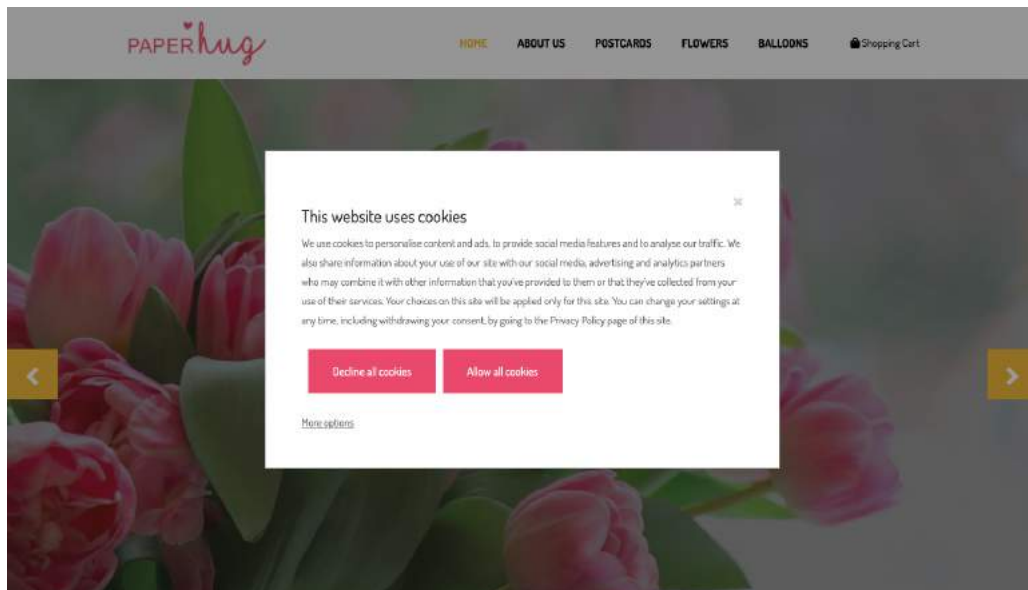 PAPER hug
HOME ABOUT US POSTCARDS FLOWERS BALLOONS Shopping Cart
This website uses cookies
We use cookies to personalise content and ads, to provide social media features and to analyse our traffic. We
also share information about your use of our site with our social media, advertising and analytics partners
who may combine it with other information that you've provided to them or that they've collected from your
use of their services. Your choices on this site will be applied only for this site. You can change your settings at
any time, including withdrawing your consent, by going to the Privacy Policy page of this site.
Decline all cookies Allow all cookies
More options